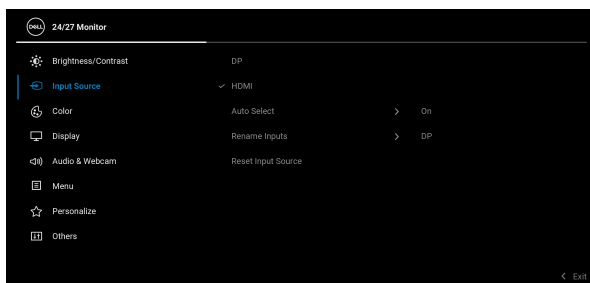 DELL 24/27 Monitor
Brightness/Contrast DP
Input Source HDMI
Color Auto Select On
Display Rename Inputs DP
Audio & Webcam Reset Input Source
Menu
Personalize
Others
Exit